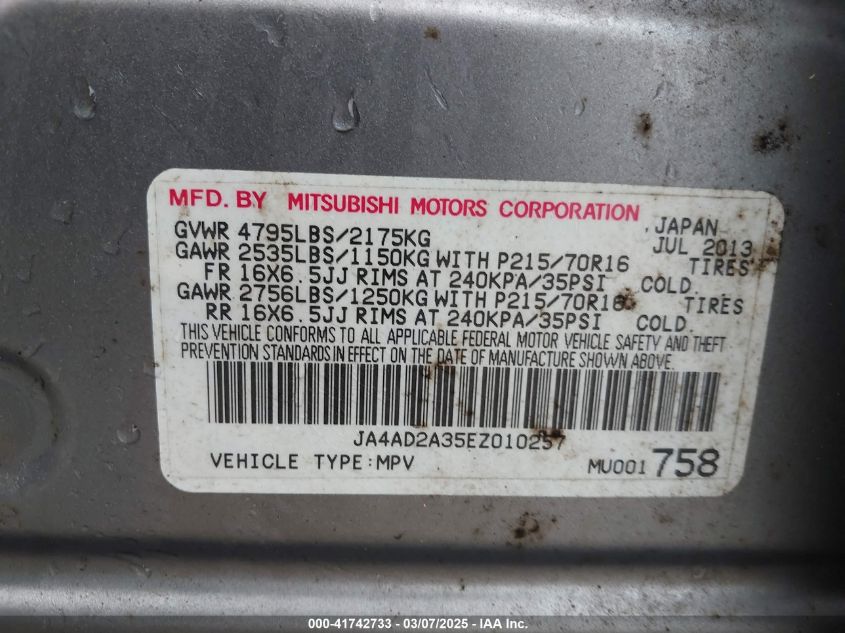 MFD. BY MITSUBISHI MOTORS CORPORATION
JAPAN
GVWR 4795LBS/2175KG JUL 2013
GAWR 2535LBS/1150KG WITH P215/70R16 TIRES
FR 16X6.5JJ RIMS AT 240KPA/35PSI COLD.
GAWR 2756LBS/1250KG WITH P215/70R16 TIRES
RR 16X6.5JJ RIMS AT 240KPA/35PSI COLD.
THIS VEHICLE CONFORMS TO ALL APPLICABLE FEDERAL MOTOR VEHICLE SAFETY AND THEFT
PREVENTION STANDARDS IN EFFECT ON THE DATE OF MANUFACTURE SHOWN ABOVE.
JA4AD2A35EZ010257
VEHICLE TYPE:MPV MU001758
000-41742733 - 03/07/2025 - IAA Inc.